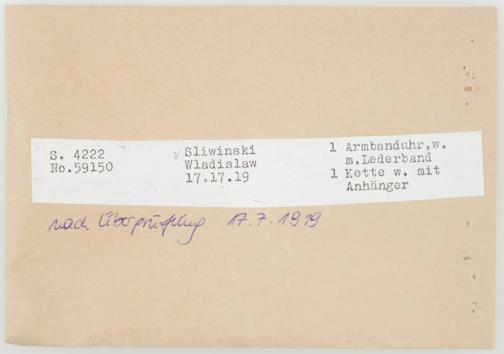 S. 4222
No.59150
Sliwinski
Wladislaw
17.17.19
1 Armbanduhr,w.
m.Lederband
1 Kette w. mit
Anhänger
nach Überprüfung 17.7.1919